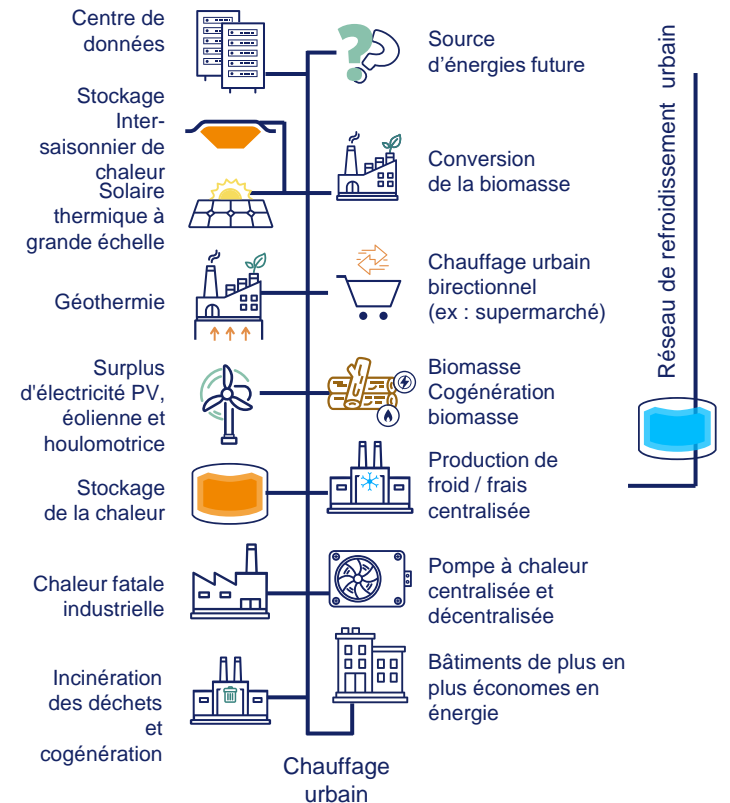 Centre de
données
Stockage
Inter-
saisonnier de
chaleur
Solaire
thermique à
grande échelle
Géothermie
Surplus
d'électricité PV,
éolienne et
houlomotrice
Stockage
de la chaleur
Chaleur fatale
industrielle
Incinération
des déchets
et
cogénération
Source
d’énergies future
Conversion
de la biomasse
Chauffage urbain
birectionnel
(ex : supermarché)
Biomasse
Cogénération
biomasse
Production de
froid / frais
centralisée
Pompe à chaleur
centralisée et
décentralisée
Bâtiments de plus en
plus économes en
énergie
Chauffage
urbain
Réseau de refroidissement urbain